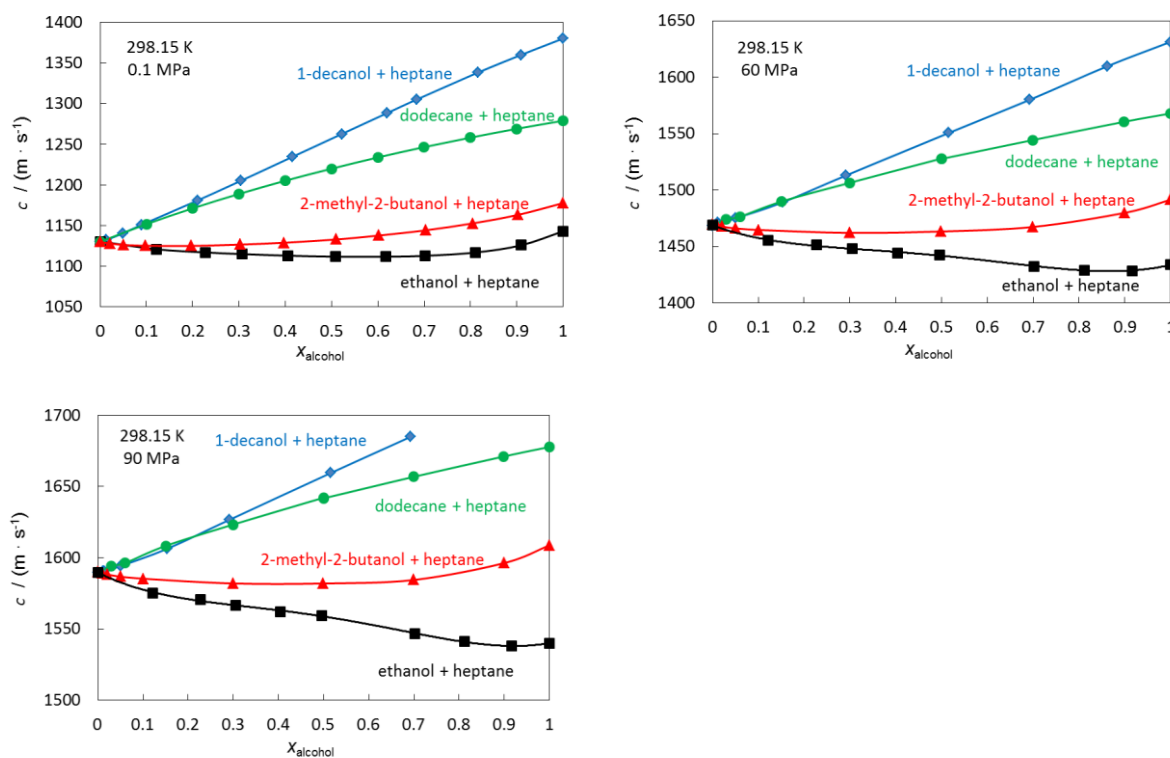 1400
1350
1300
1250
1200
1150
1100
1050
c / (m · s⁻¹)
298.15 K
0.1 MPa
1-decanol + heptane
dodecane + heptane
2-methyl-2-butanol + heptane
ethanol + heptane
0 0.1 0.2 0.3 0.4 0.5 0.6 0.7 0.8 0.9 1
xalcohol
1650
1600
1550
1500
1450
1400
c / (m · s⁻¹)
298.15 K
60 MPa
1-decanol + heptane
dodecane + heptane
2-methyl-2-butanol + heptane
ethanol + heptane
0 0.1 0.2 0.3 0.4 0.5 0.6 0.7 0.8 0.9 1
xalcohol
1700
1650
1600
1550
1500
c / (m · s⁻¹)
298.15 K
90 MPa
1-decanol + heptane
dodecane + heptane
2-methyl-2-butanol + heptane
ethanol + heptane
0 0.1 0.2 0.3 0.4 0.5 0.6 0.7 0.8 0.9 1
xalcohol